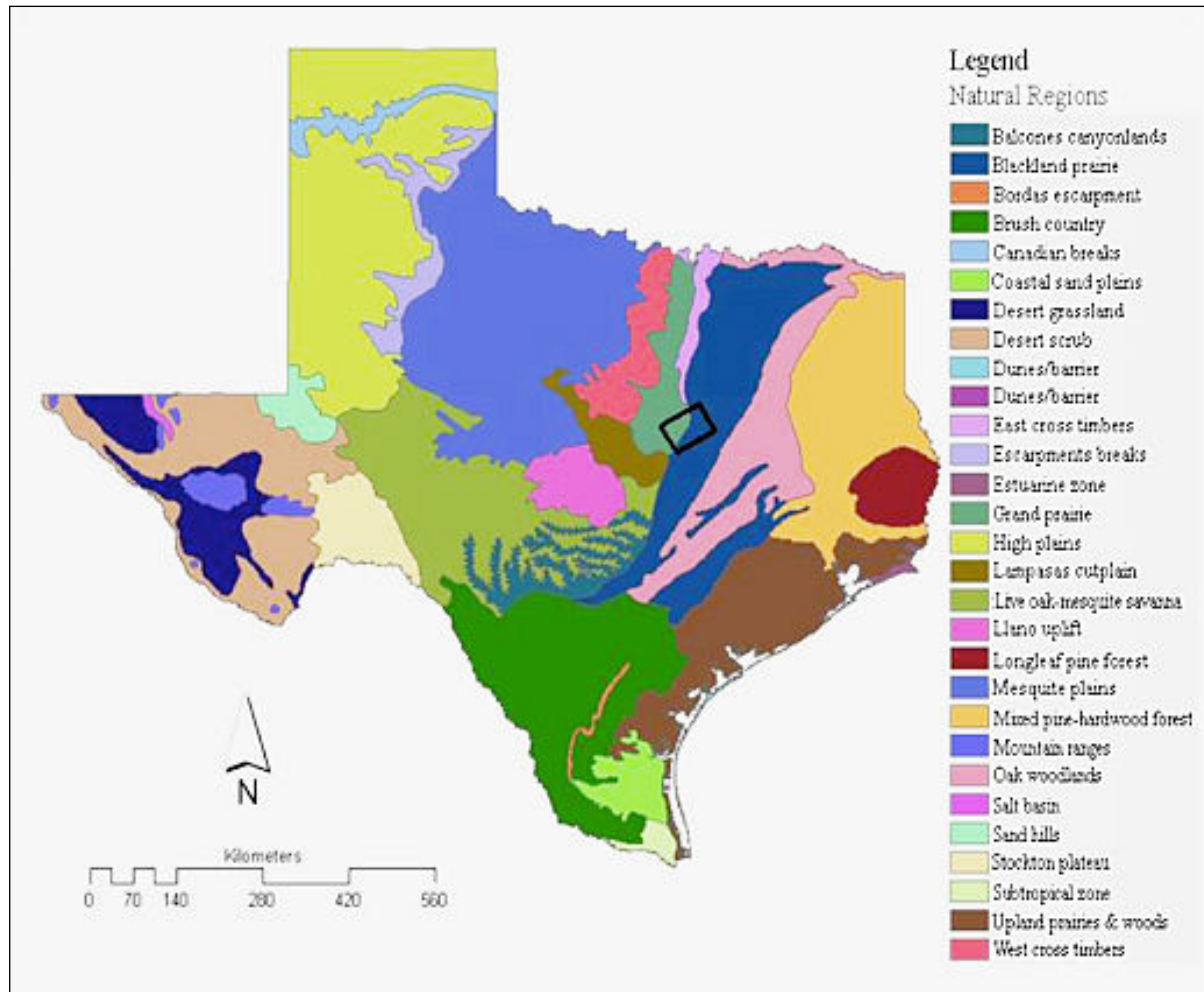 Legend
Natural Regions
Balcones canyonlands
Blackland prairie
Bordas escarpment
Brush country
Canadian breaks
Coastal sand plains
Desert grassland
Desert scrub
Dunes/barrier
Dunes/barrier
East cross timbers
Escarpments breaks
Estuarine zone
Grand prairie
High plains
Lampasas cutplain
Live oak-mesquite savanna
Llano uplift
Longleaf pine forest
Mesquite plains
Mixed pine-hardwood forest
Mountain ranges
Oak woodlands
Salt basin
Sand hills
Stockton plateau
Subtropical zone
Upland prairies & woods
West cross timbers
N
Kilometers
0 70 140 280 420 560